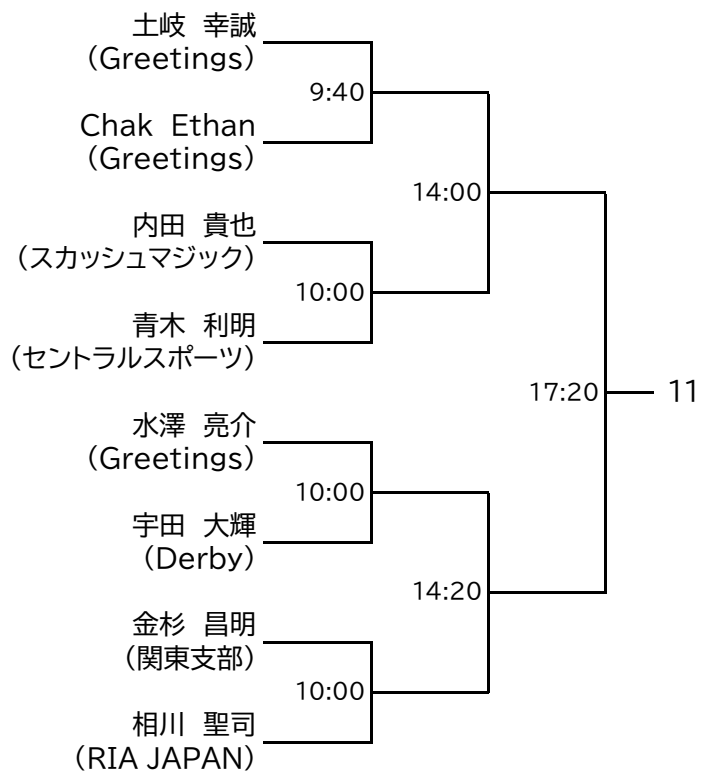 土岐 幸誠
(Greetings)
9:40
Chak Ethan
(Greetings)
14:00
内田 貴也
(スカッシュマジック)
10:00
青木 利明
(セントラルスポーツ)
17:20
11
水澤 亮介
(Greetings)
10:00
宇田 大輝
(Derby)
14:20
金杉 昌明
(関東支部)
10:00
相川 聖司
(RIA JAPAN)